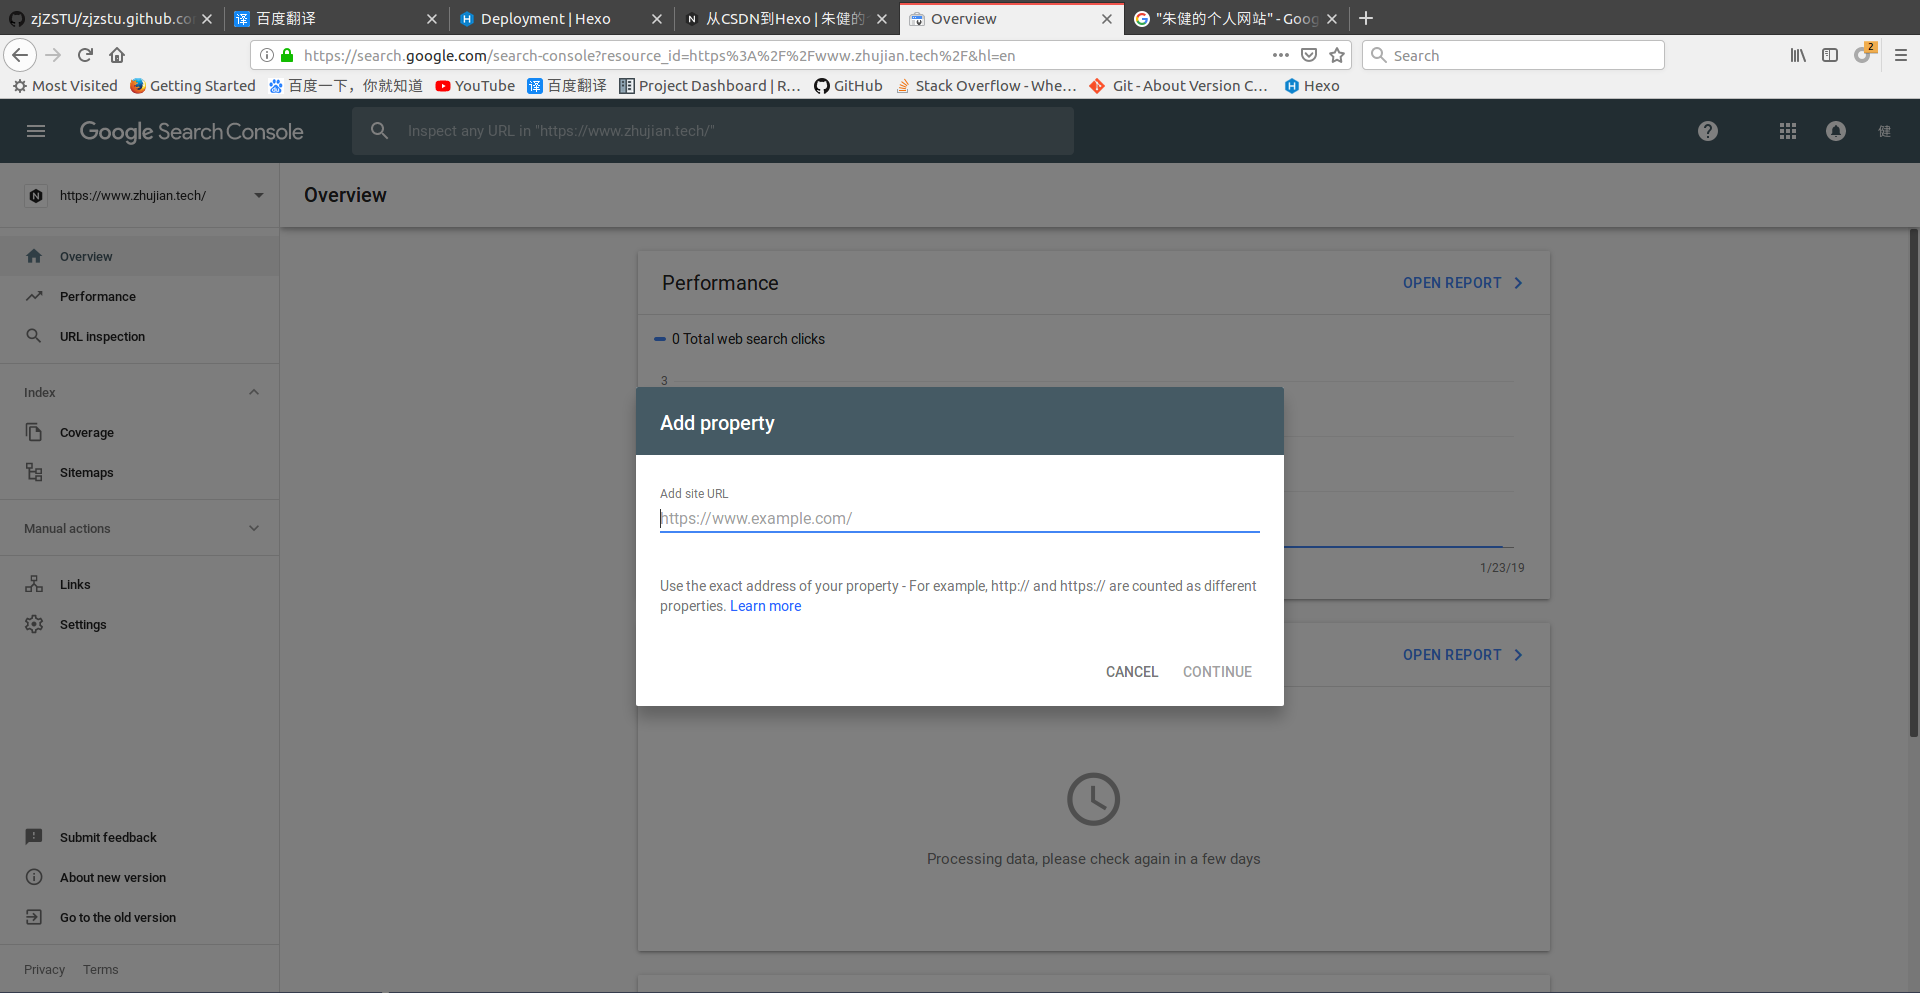 zjZSTU/zjzstu.github.co
百度翻译
Deployment | Hexo
从CSDN到Hexo | 朱健的
Overview
"朱健的个人网站" - Goog
https://search.google.com/search-console?resource_id=https%3A%2F%2Fwww.zhujian.tech%2F&hl=en
Search
2
Most Visited
Getting Started
百度一下，你就知道
YouTube
百度翻译
Project Dashboard | R...
GitHub
Stack Overflow - Whe...
Git - About Version C...
Hexo
Google Search Console
Inspect any URL in "https://www.zhujian.tech/"
健
https://www.zhujian.tech/
Overview
Overview
Performance
URL inspection
Index
Coverage
Sitemaps
Manual actions
Links
Settings
Submit feedback
About new version
Go to the old version
Privacy
Terms
Performance
OPEN REPORT
0 Total web search clicks
3
1/23/19
Add property
Add site URL
https://www.example.com/
Use the exact address of your property - For example, http:// and https:// are counted as different
properties. Learn more
CANCEL
CONTINUE
OPEN REPORT
Processing data, please check again in a few days